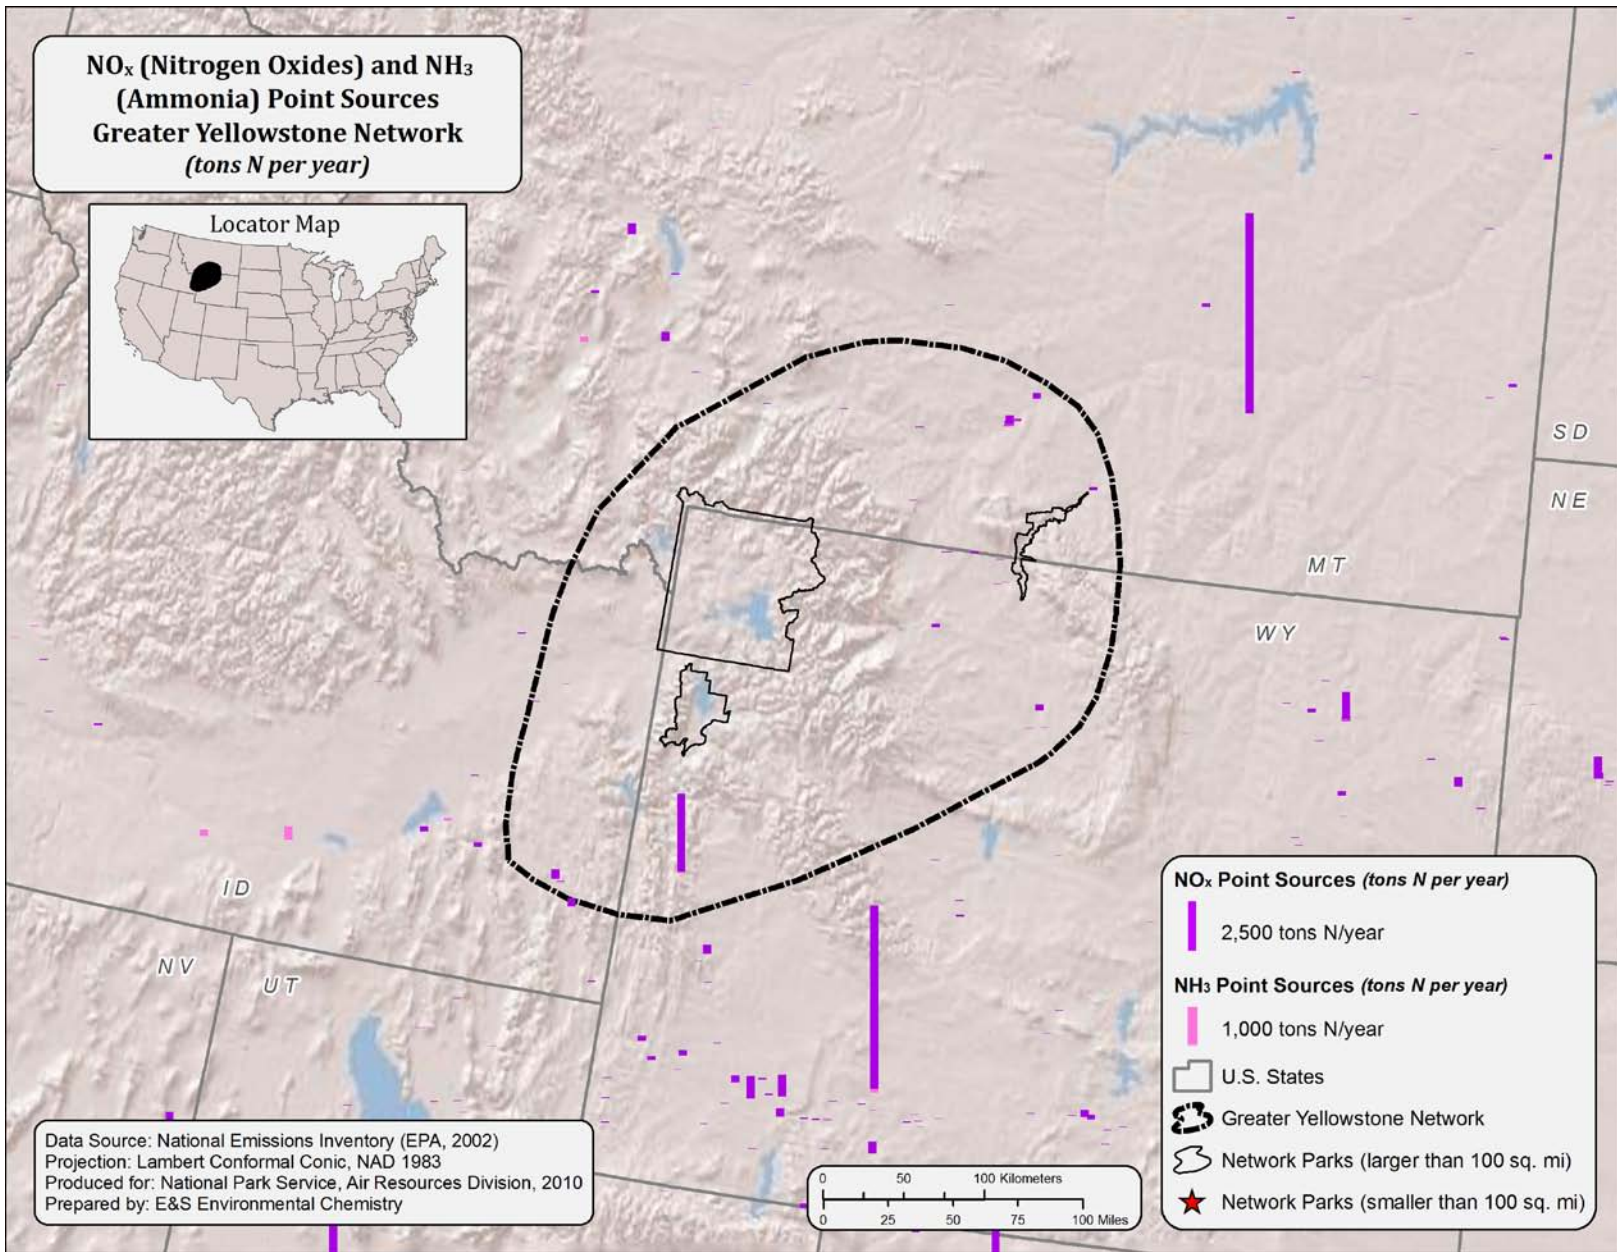 NOₓ (Nitrogen Oxides) and NH₃
(Ammonia) Point Sources
Greater Yellowstone Network
(tons N per year)
Locator Map
SD
NE
MT
WY
ID
NV
UT
NOₓ Point Sources (tons N per year)
2,500 tons N/year
NH₃ Point Sources (tons N per year)
1,000 tons N/year
U.S. States
Greater Yellowstone Network
Network Parks (larger than 100 sq. mi)
Network Parks (smaller than 100 sq. mi)
Data Source: National Emissions Inventory (EPA, 2002)
Projection: Lambert Conformal Conic, NAD 1983
Produced for: National Park Service, Air Resources Division, 2010
Prepared by: E&S Environmental Chemistry
0 50 100 Kilometers
0 25 50 75 100 Miles